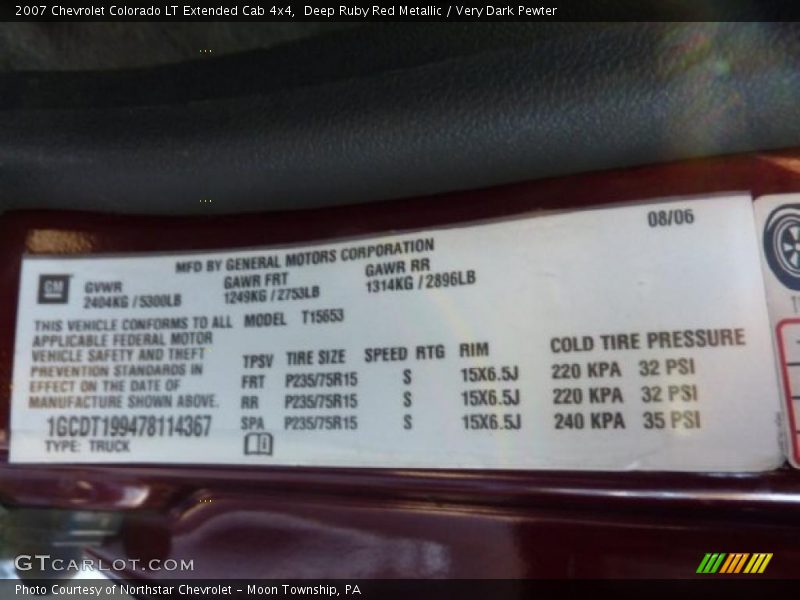 2007 Chevrolet Colorado LT Extended Cab 4x4, Deep Ruby Red Metallic / Very Dark Pewter
08/06
MFD BY GENERAL MOTORS CORPORATION
GM
GVWR GAWR FRT GAWR RR
2404KG / 5300LB 1249KG / 2753LB 1314KG / 2896LB
THIS VEHICLE CONFORMS TO ALL
APPLICABLE FEDERAL MOTOR
VEHICLE SAFETY AND THEFT
PREVENTION STANDARDS IN
EFFECT ON THE DATE OF
MANUFACTURE SHOWN ABOVE.
1GCDT199478114367
TYPE: TRUCK
MODEL T15653
TPSV TIRE SIZE SPEED RTG RIM COLD TIRE PRESSURE
FRT P235/75R15 S 15X6.5J 220 KPA 32 PSI
RR P235/75R15 S 15X6.5J 220 KPA 32 PSI
SPA P235/75R15 S 15X6.5J 240 KPA 35 PSI
GTCARLOT.COM
Photo Courtesy of Northstar Chevrolet - Moon Township, PA